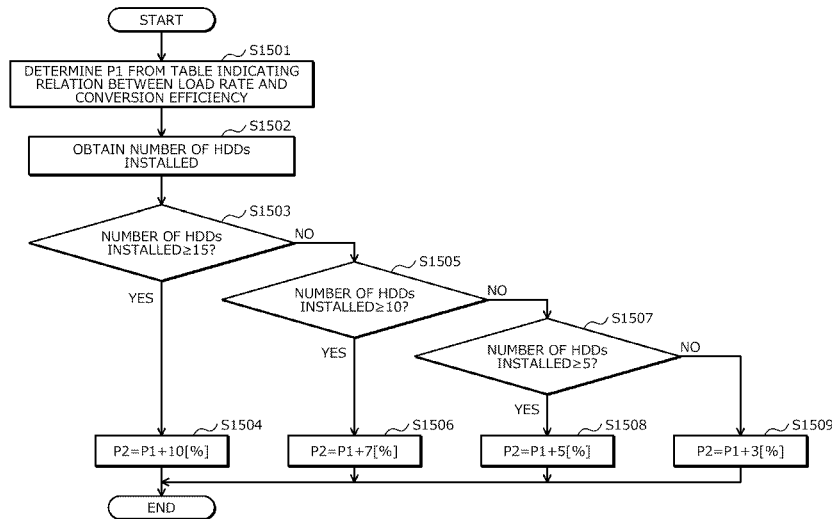 START
S1501
DETERMINE P1 FROM TABLE INDICATING
RELATION BETWEEN LOAD RATE AND
CONVERSION EFFICIENCY
S1502
OBTAIN NUMBER OF HDDs
INSTALLED
S1503
NUMBER OF HDDs
INSTALLED≥15?
NO
YES
S1505
NUMBER OF HDDs
INSTALLED≥10?
NO
YES
S1507
NUMBER OF HDDs
INSTALLED≥5?
NO
YES
S1504
P2=P1+10[%]
S1506
P2=P1+7[%]
S1508
P2=P1+5[%]
S1509
P2=P1+3[%]
END